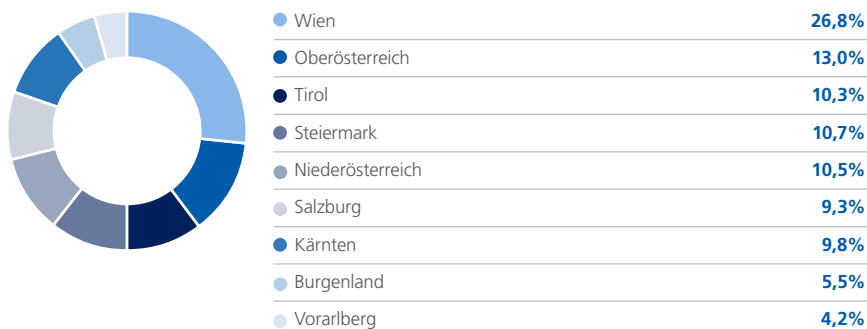 Wien 26,8%
Oberösterreich 13,0%
Tirol 10,3%
Steiermark 10,7%
Niederösterreich 10,5%
Salzburg 9,3%
Kärnten 9,8%
Burgenland 5,5%
Vorarlberg 4,2%